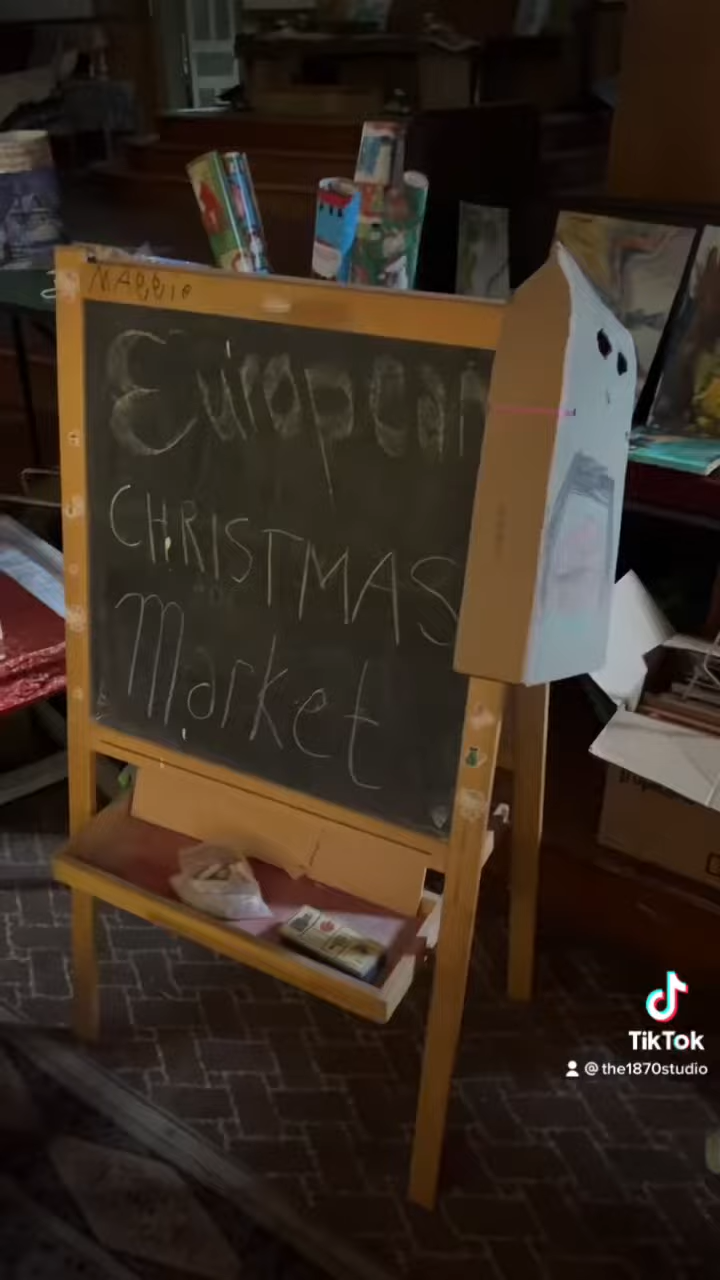 MAGGIE
European
CHRISTMAS
Market
TikTok
@the1870studio